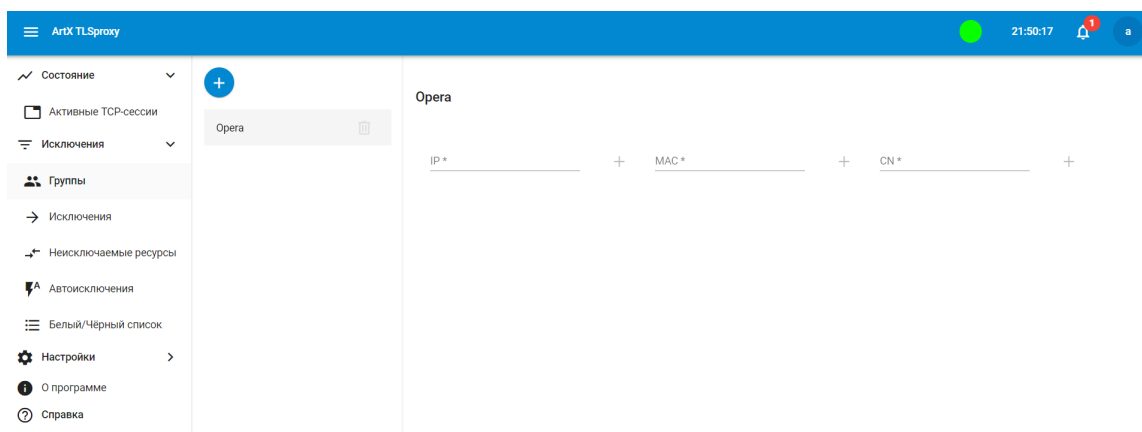 ArtX TLSproxy
21:50:17
1
a
Состояние
Активные TCP-сессии
Исключения
Группы
Исключения
Неисключаемые ресурсы
Автоисключения
Белый/Чёрный список
Настройки
О программе
Справка
Opera
Opera
IP *
MAC *
CN *